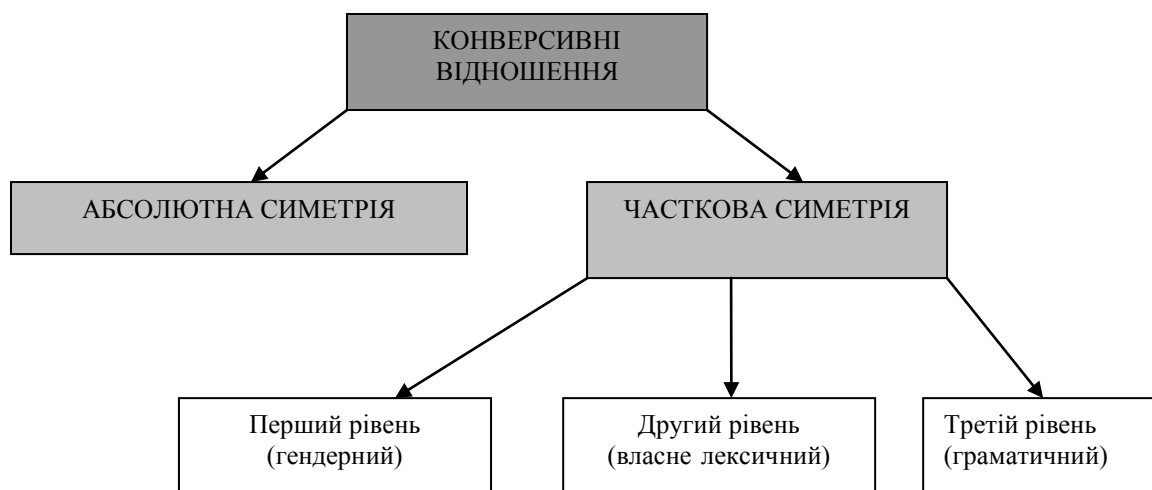 КОНВЕРСИВНІ
ВІДНОШЕННЯ
АБСОЛЮТНА СИМЕТРІЯ
ЧАСТКОВА СИМЕТРІЯ
Перший рівень
(гендерний)
Другий рівень
(власне лексичний)
Третій рівень
(граматичний)